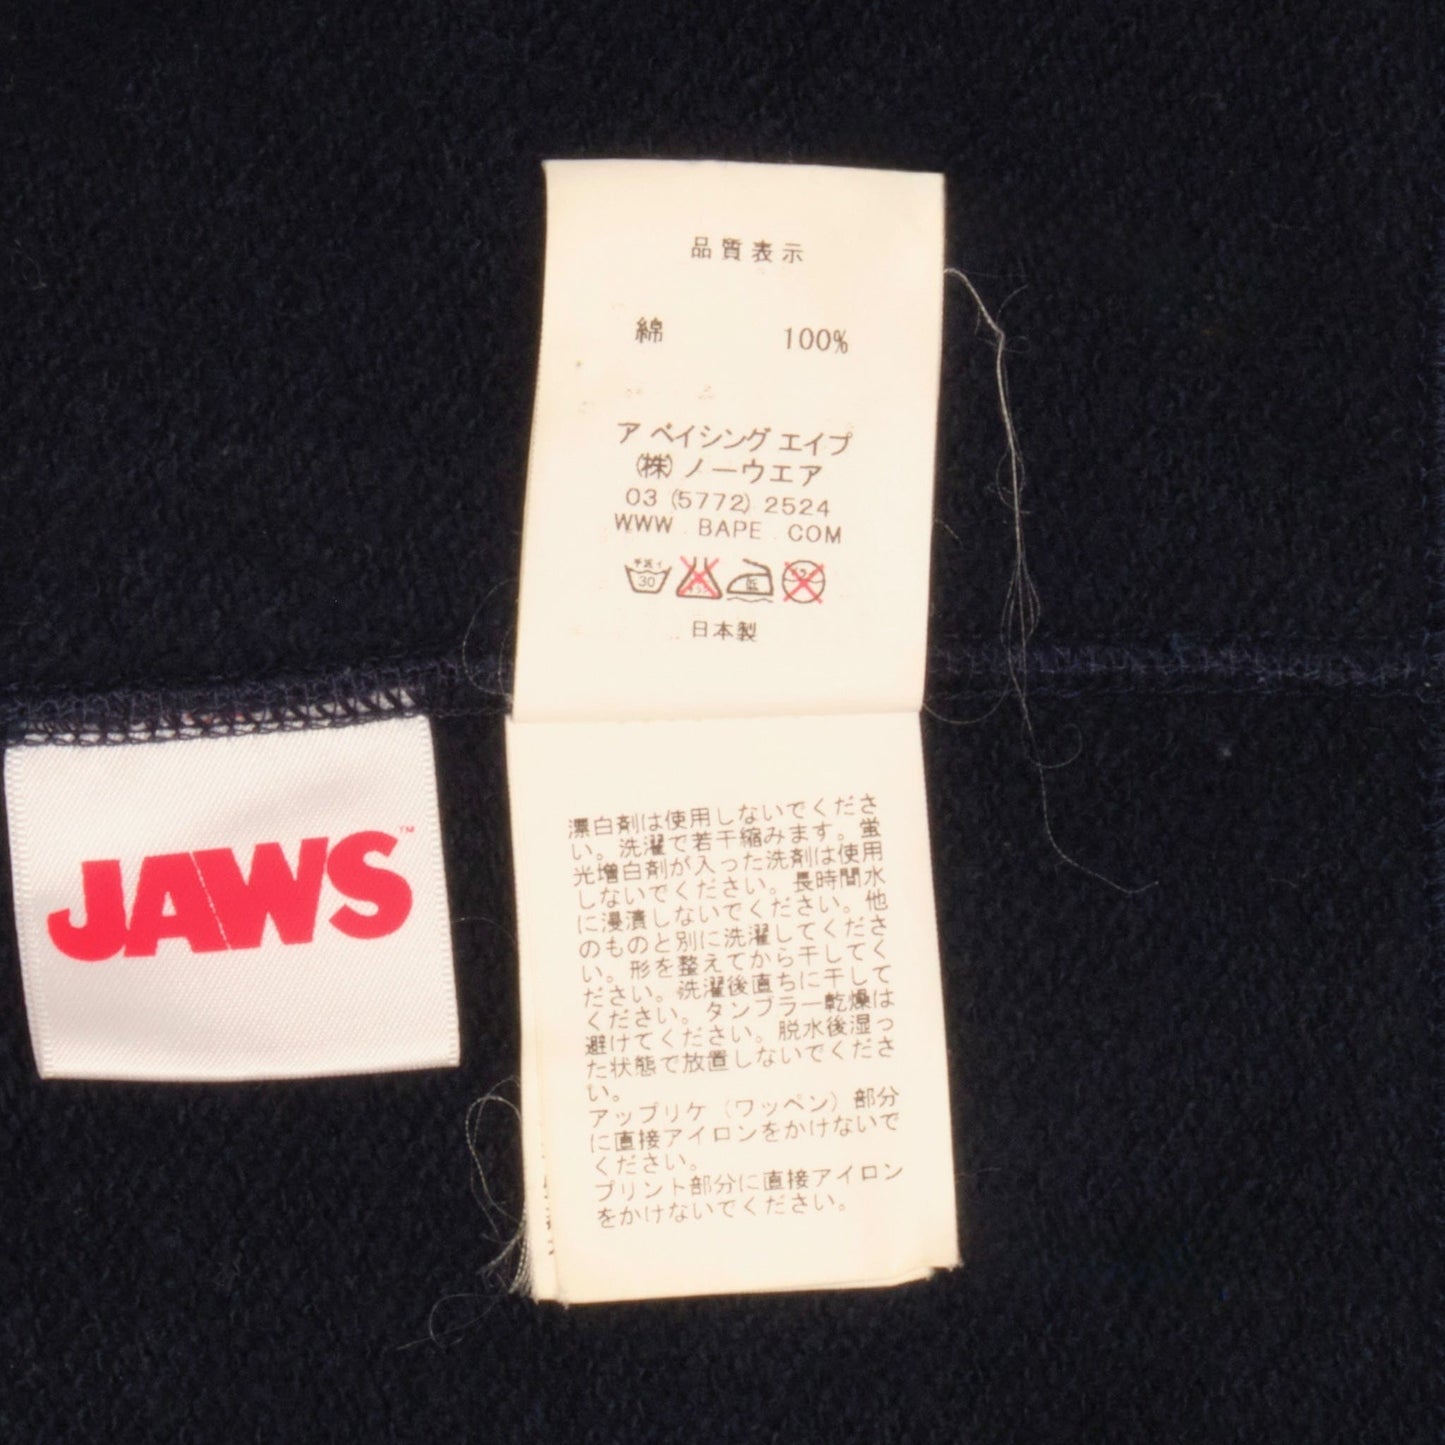 品質表示
綿 100%
ア ベイシング エイプ
(株) ノーウエア
03 (5772) 2524
WWW . BAPE . COM
30 低
日本製
JAWS™
漂白剤は使用しないでくださ
い。洗濯で若干縮みます。蛍
光増白剤が入った洗剤は使用
しないでください。長時間水
に浸漬しないでください。他
のものと別に洗濯してくださ
い。形を整えてから干してく
ださい。洗濯後直ちに干して
ください。タンブラー乾燥は
避けてください。脱水後湿っ
た状態で放置しないでくださ
い。
アップリケ（ワッペン）部分
に直接アイロンをかけないで
ください。
プリント部分に直接アイロン
をかけないでください。